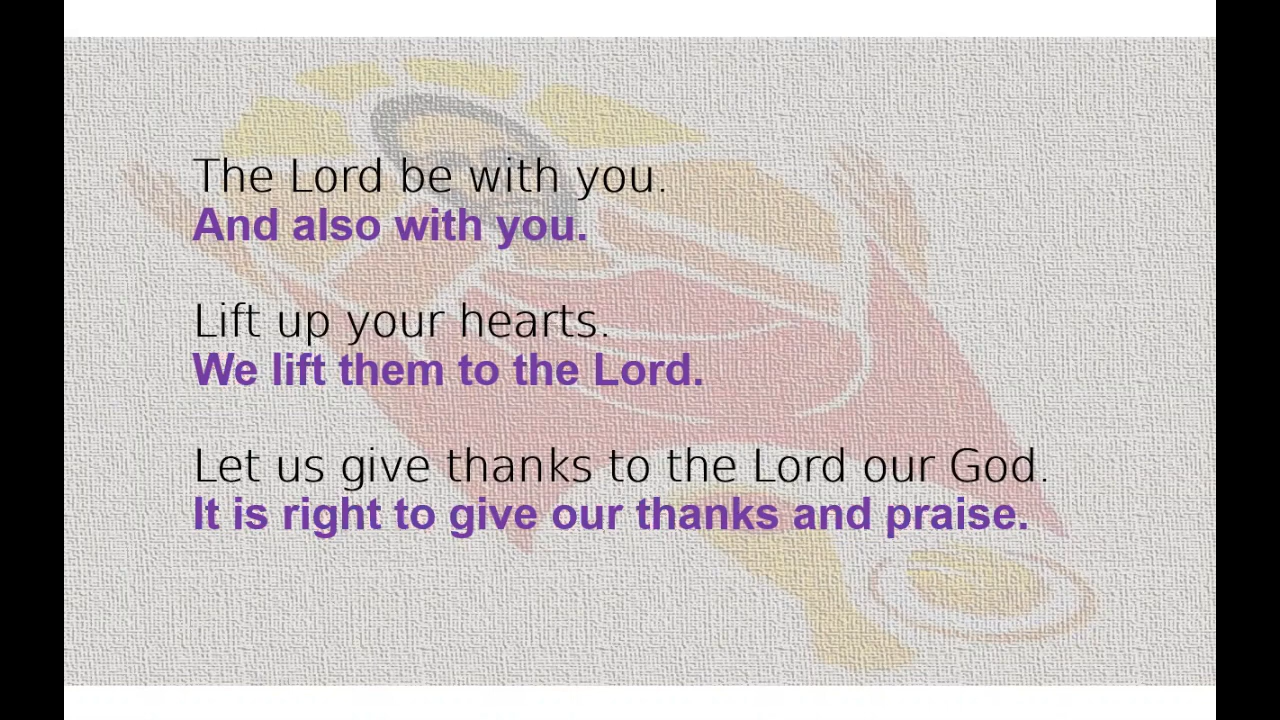 The Lord be with you.
And also with you.
Lift up your hearts.
We lift them to the Lord.
Let us give thanks to the Lord our God.
It is right to give our thanks and praise.